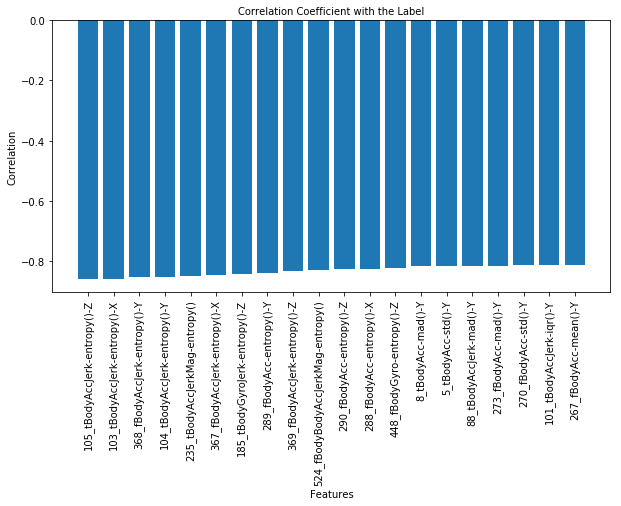 Correlation Coefficient with the Label
Correlation
0.0
−0.2
−0.4
−0.6
−0.8
105_tBodyAccJerk-entropy()-Z
103_tBodyAccJerk-entropy()-X
368_fBodyAccJerk-entropy()-Y
104_tBodyAccJerk-entropy()-Y
235_tBodyAccJerkMag-entropy()
367_fBodyAccJerk-entropy()-X
185_tBodyGyroJerk-entropy()-Z
289_fBodyAcc-entropy()-Y
369_fBodyAccJerk-entropy()-Z
524_fBodyBodyAccJerkMag-entropy()
290_fBodyAcc-entropy()-Z
288_fBodyAcc-entropy()-X
448_fBodyGyro-entropy()-Z
8_tBodyAcc-mad()-Y
5_tBodyAcc-std()-Y
88_tBodyAccJerk-mad()-Y
273_fBodyAcc-mad()-Y
270_fBodyAcc-std()-Y
101_tBodyAccJerk-iqr()-Y
267_fBodyAcc-mean()-Y
Features